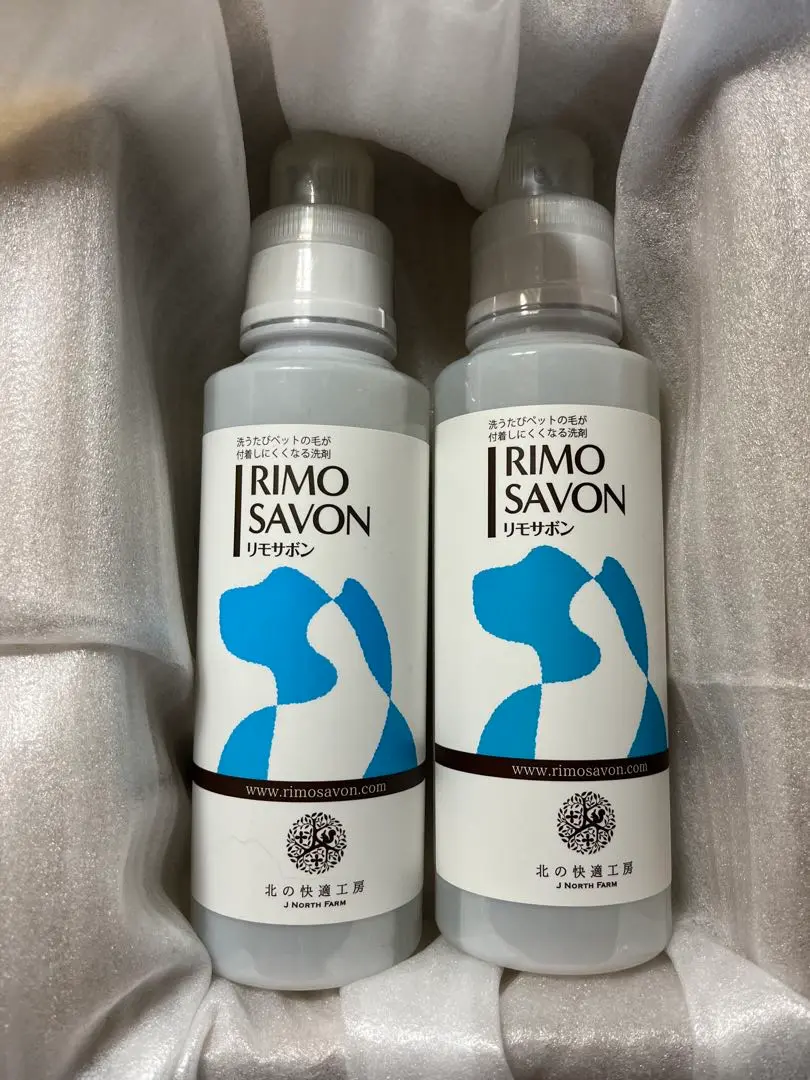 洗うたびペットの毛が
付着しにくくなる洗剤
RIMO
SAVON
リモサボン
www.rimosavon.com
北の快適工房
J NORTH FARM
洗うたびペットの毛が
付着しにくくなる洗剤
RIMO
SAVON
リモサボン
www.rimosavon.com
北の快適工房
J NORTH FARM